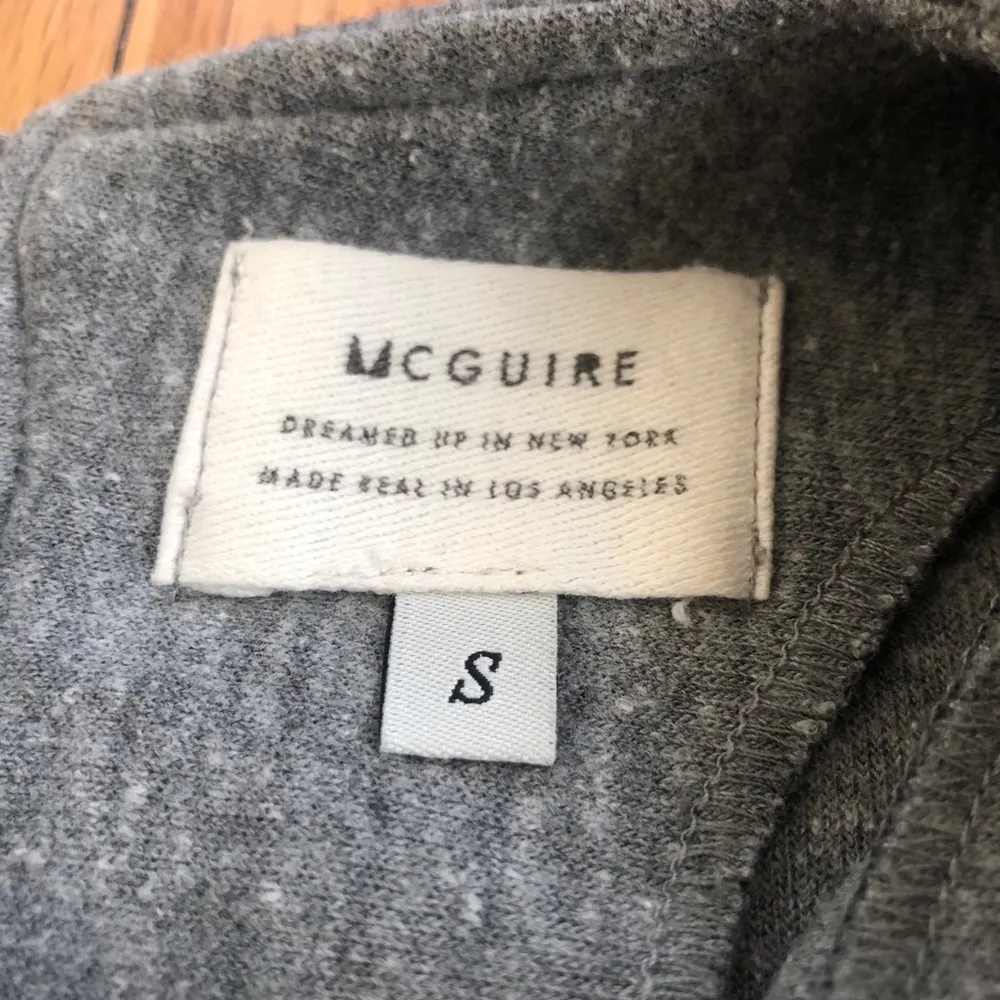 MCGUIRE
DREAMED UP IN NEW YORK
MADE REAL IN LOS ANGELES
S